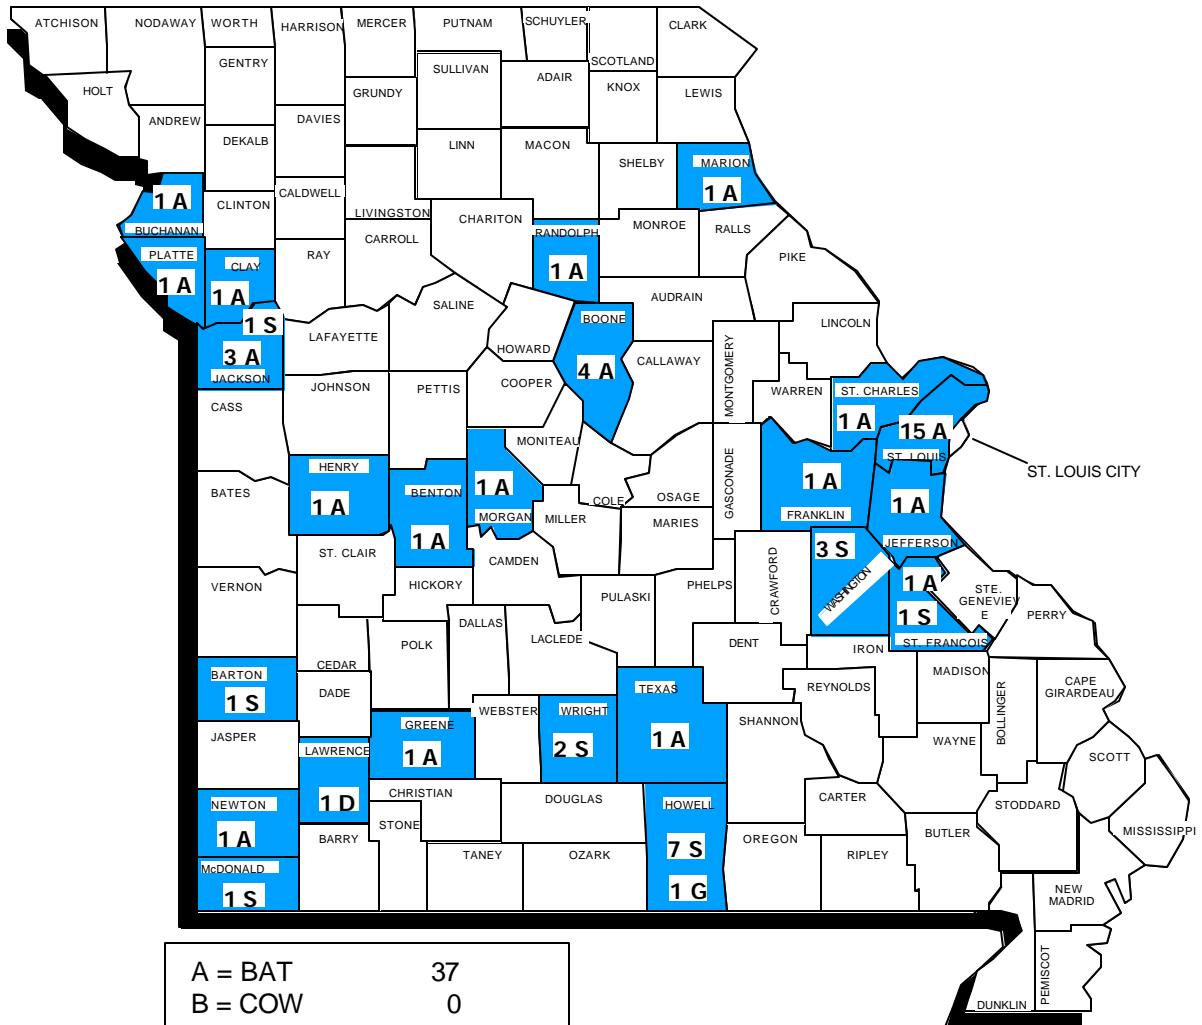 ATCHISON
NODAWAY
WORTH
HARRISON
MERCER
PUTNAM
SCHUYLER
SCOTLAND
CLARK
GENTRY
SULLIVAN
ADAIR
KNOX
LEWIS
HOLT
GRUNDY
ANDREW
DAVIES
DEKALB
LINN
MACON
SHELBY
MARION
1 A
1 A
BUCHANAN
CLINTON
CALDWELL
LIVINGSTON
CHARITON
RANDOLPH
1 A
MONROE
RALLS
PLATTE
1 A
CLAY
1 A
RAY
CARROLL
PIKE
AUDRAIN
SALINE
1 S
3 A
JACKSON
LAFAYETTE
HOWARD
BOONE
4 A
CALLAWAY
MONTGOMERY
LINCOLN
WARREN
ST. CHARLES
1 A
15 A
ST. LOUIS
ST. LOUIS CITY
CASS
JOHNSON
PETTIS
COOPER
MONITEAU
HENRY
1 A
BENTON
1 A
1 A
MORGAN
COLE
OSAGE
GASCONADE
1 A
FRANKLIN
1 A
JEFFERSON
BATES
MILLER
MARIES
ST. CLAIR
CAMDEN
3 S
WASHINGTON
1 A
1 S
ST. FRANCOIS
STE.
GENEVIEV
E
PERRY
VERNON
HICKORY
PULASKI
PHELPS
CRAWFORD
CEDAR
POLK
DALLAS
LACLEDE
DENT
IRON
MADISON
BOLLINGER
CAPE
GIRARDEAU
BARTON
1 S
DADE
TEXAS
1 A
REYNOLDS
JASPER
LAWRENCE
1 D
GREENE
1 A
WEBSTER
WRIGHT
2 S
SHANNON
WAYNE
SCOTT
NEWTON
1 A
CHRISTIAN
DOUGLAS
HOWELL
7 S
1 G
CARTER
STODDARD
MISSISSIPPI
McDONALD
1 S
BARRY
STONE
TANEY
OZARK
OREGON
RIPLEY
BUTLER
NEW
MADRID
PEMISCOT
DUNKLIN
A = BAT 37
B = COW 0